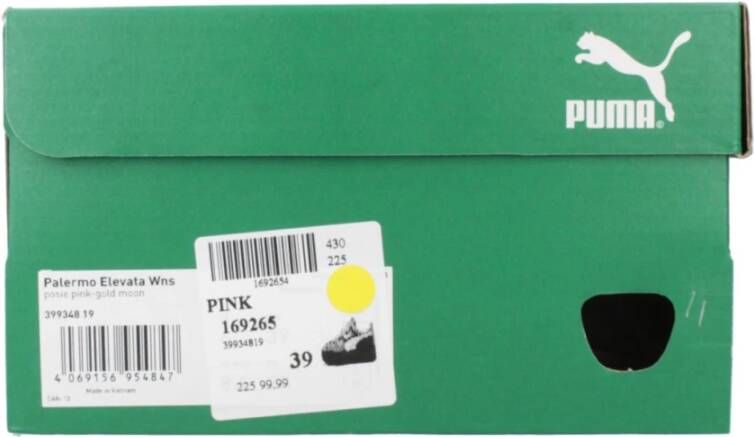 PUMA
430
225
1692654
PINK
169265
39934819
39
225 99.99
Palermo Elevata Wns
posie pink-gold moon
399348 19
4 069156 954847
Made in Vietnam